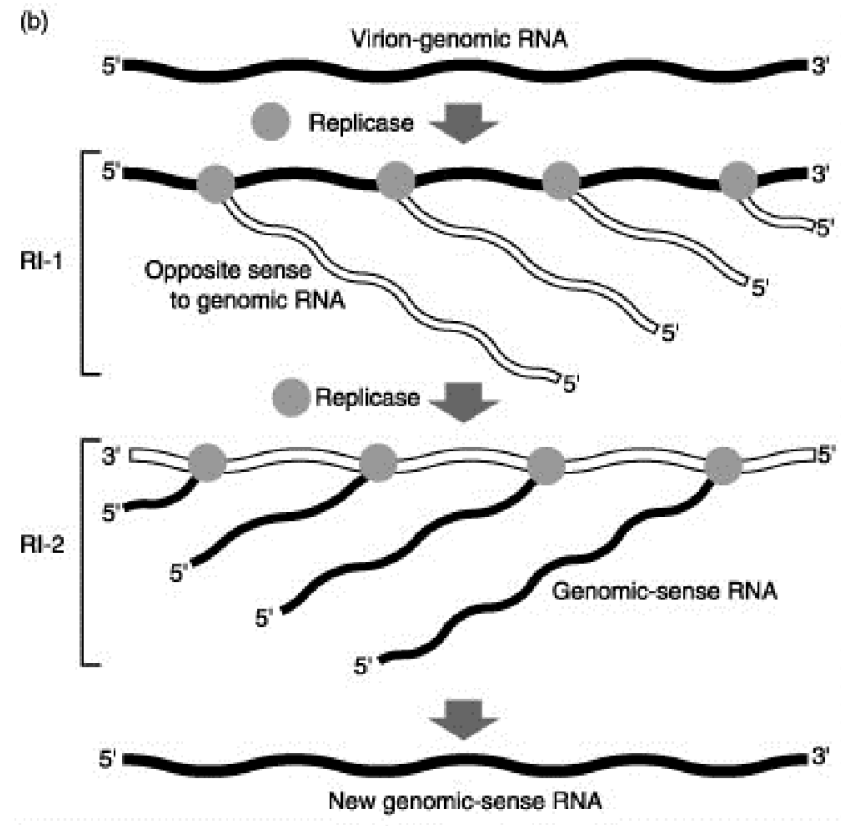 (b)
Virion-genomic RNA
5' 3'
Replicase
5' 3'
5'
RI-1
Opposite sense
to genomic RNA
5'
5'
5'
Replicase
3' 5'
5'
RI-2
5'
Genomic-sense RNA
5'
5'
5' 3'
New genomic-sense RNA